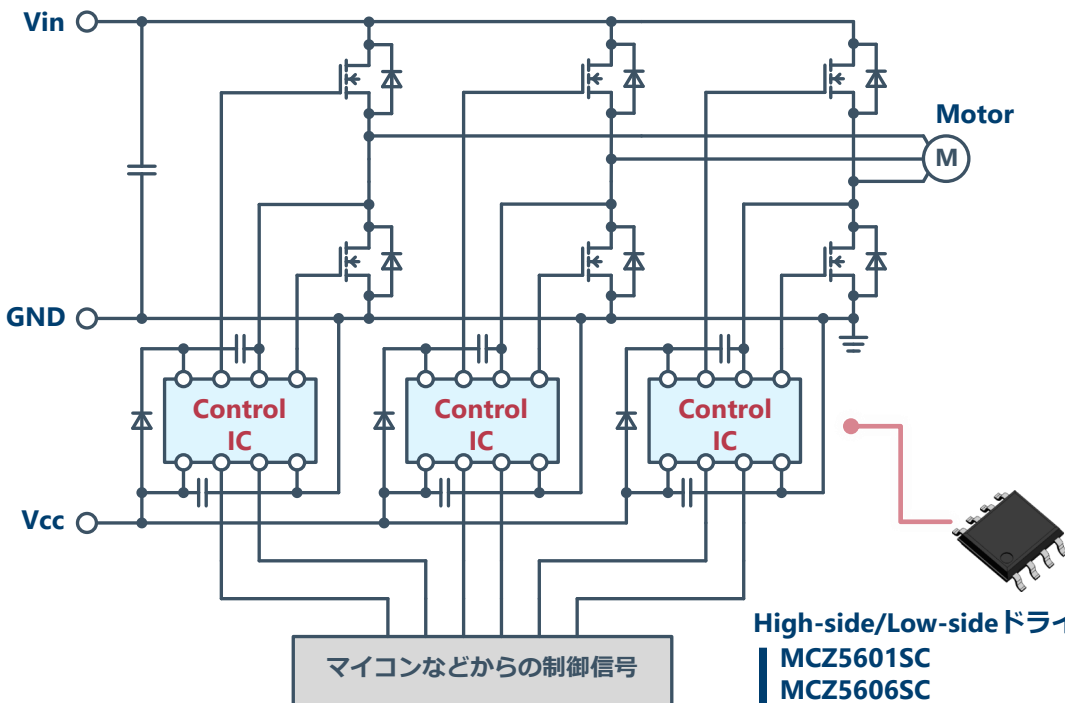 Vin
Motor
M
GND
Control
IC
Control
IC
Control
IC
Vcc
High-side/Low-sideドライ
マイコンなどからの制御信号
MCZ5601SC
MCZ5606SC